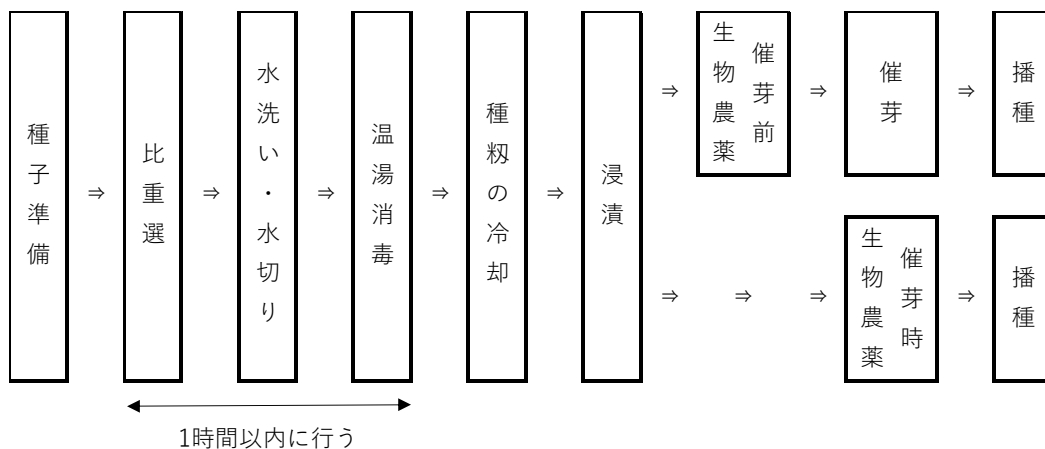 種子準備
⇒
比重選
⇒
水洗い・水切り
⇒
温湯消毒
⇒
種籾の冷却
⇒
浸漬
⇒
催芽前
生物農薬
⇒
催芽
⇒
播種
⇒
⇒
⇒
催芽時
生物農薬
⇒
播種
1時間以内に行う